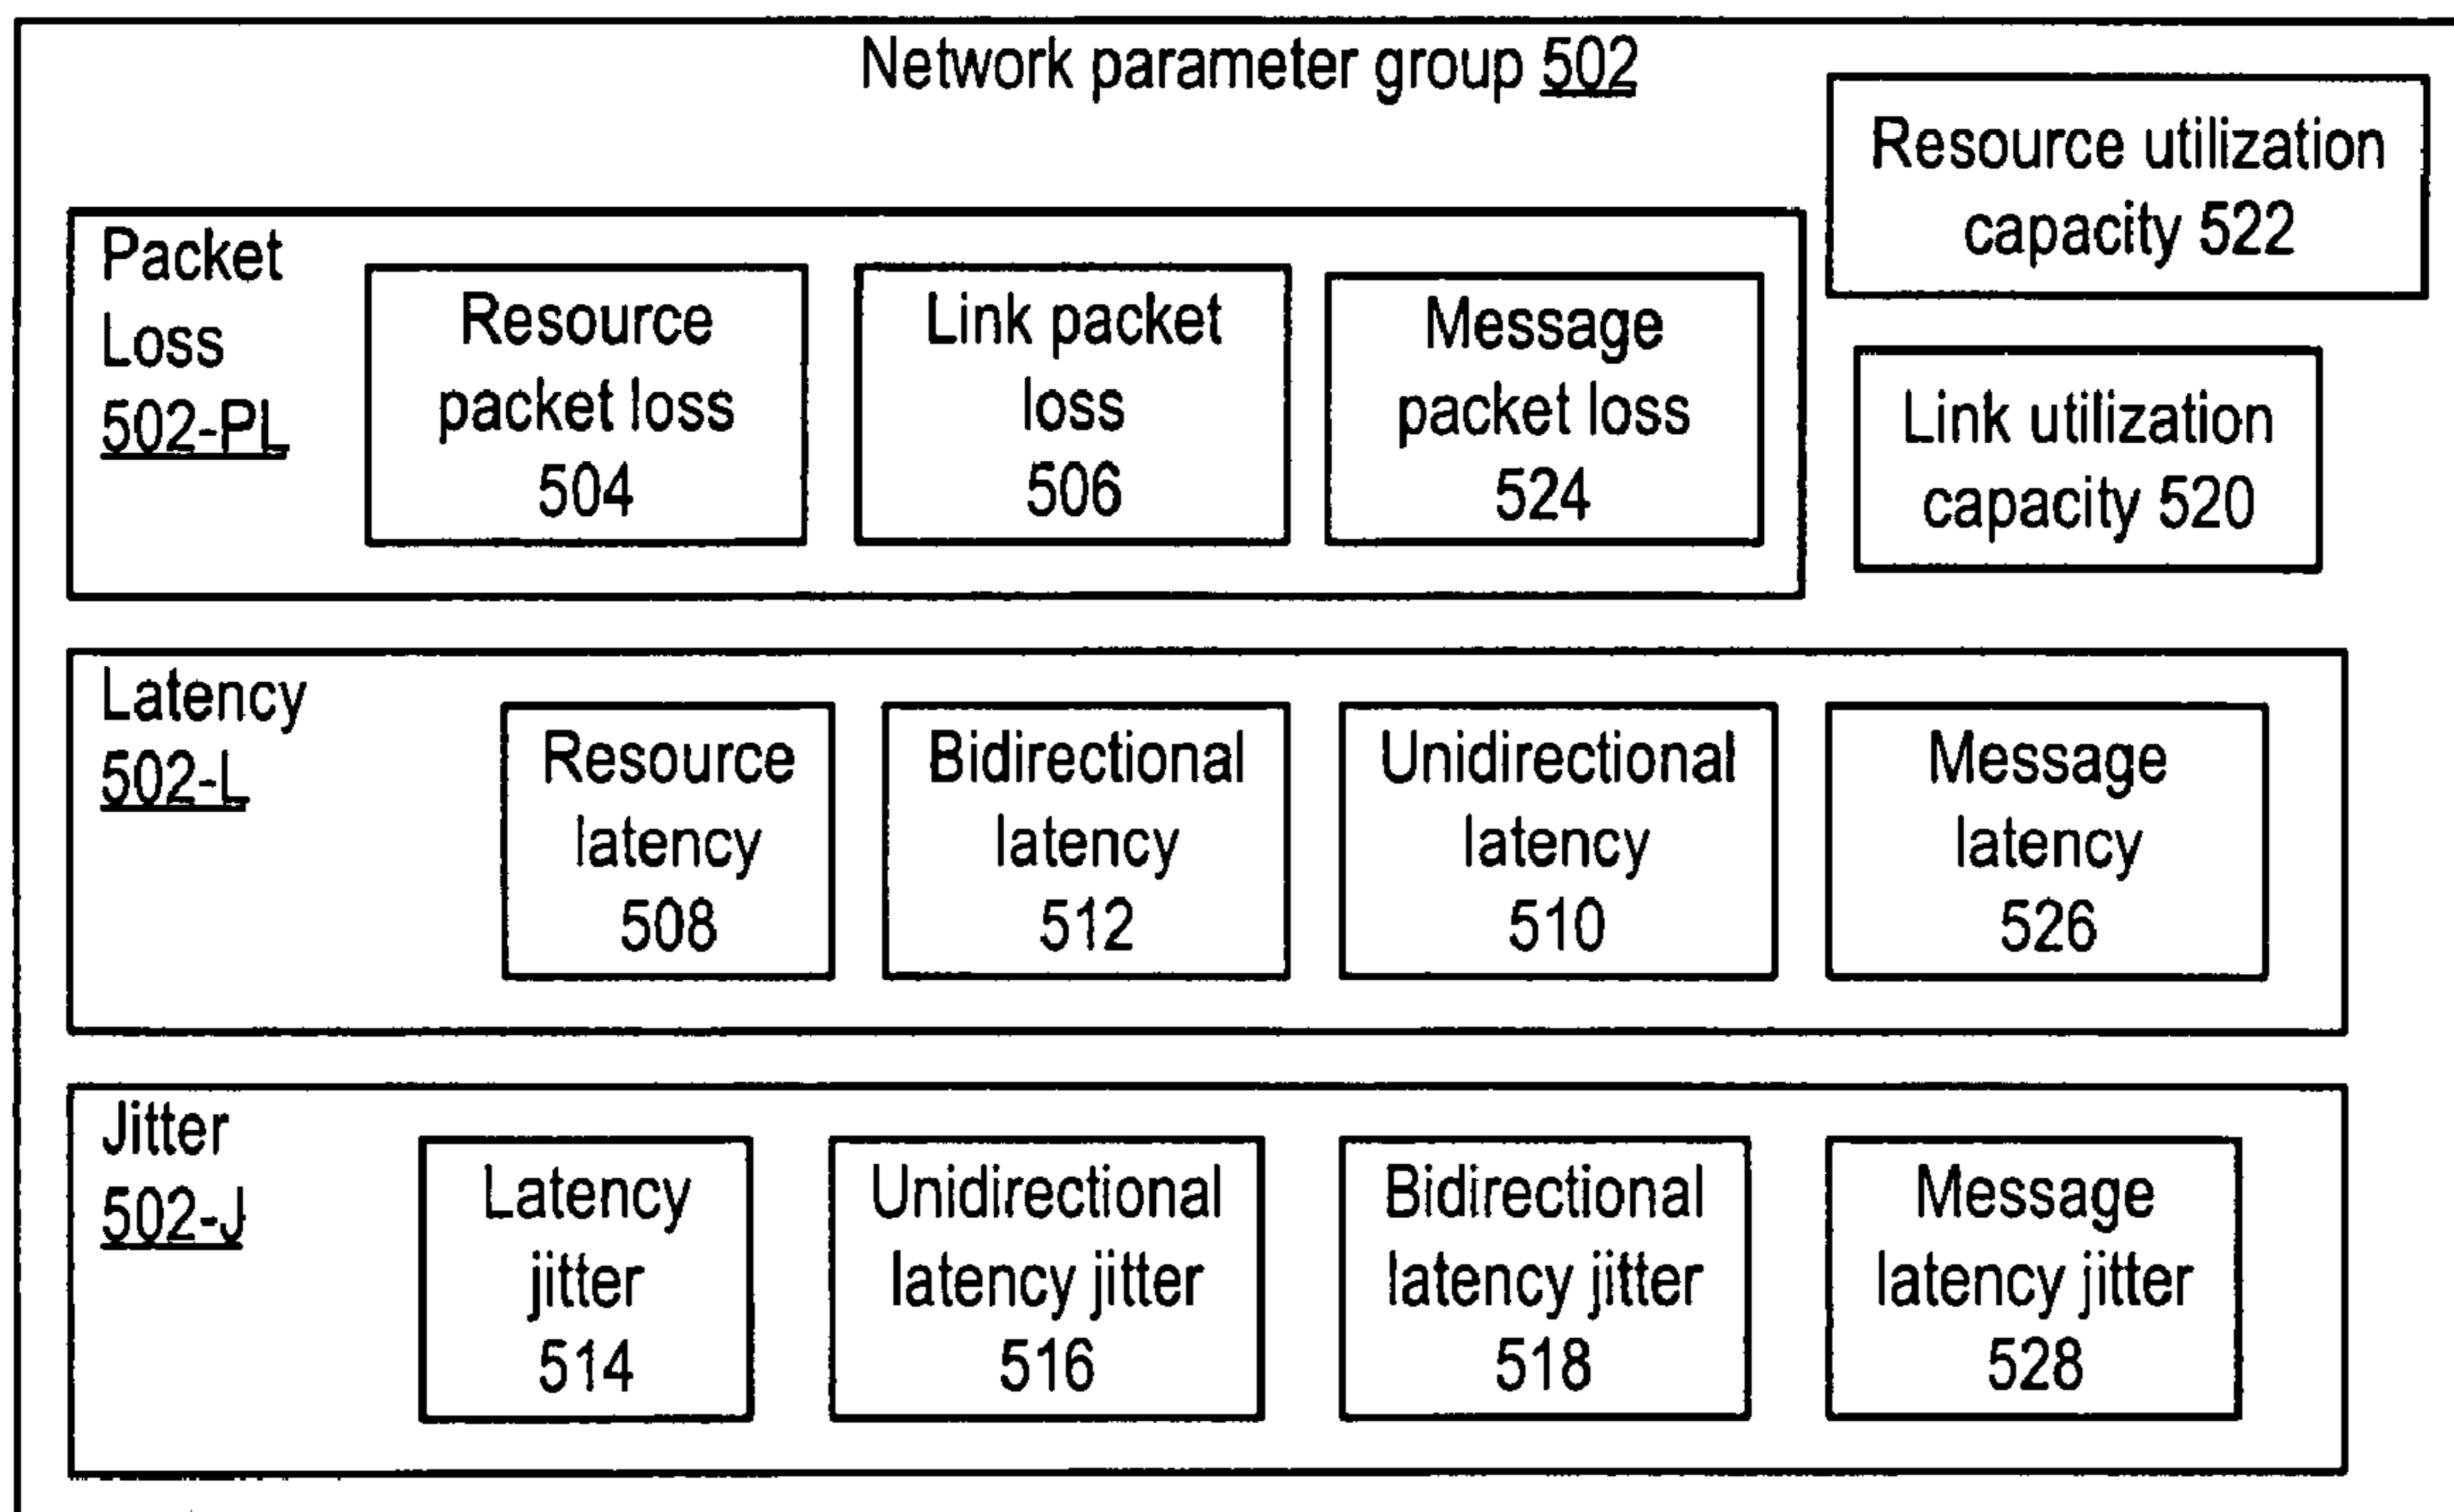 Network parameter group 502
Resource utilization
capacity 522
Packet
Loss
502-PL
Resource
packet loss
504
Link packet
loss
506
Message
packet loss
524
Link utilization
capacity 520
Latency
502-L
Resource
latency
508
Bidirectional
latency
512
Unidirectional
latency
510
Message
latency
526
Jitter
502-J
Latency
jitter
514
Unidirectional
latency jitter
516
Bidirectional
latency jitter
518
Message
latency jitter
528